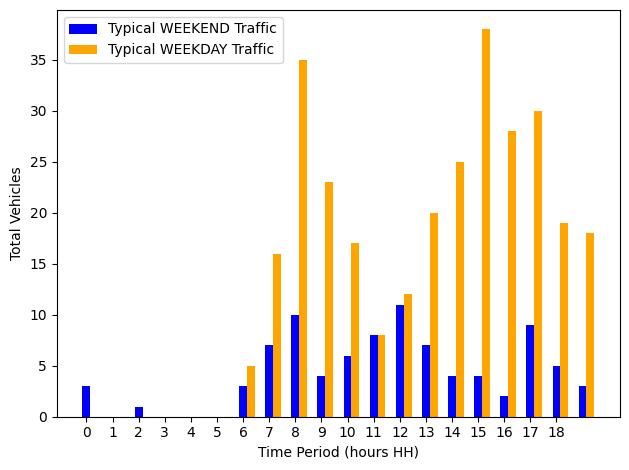 Typical WEEKEND Traffic
Typical WEEKDAY Traffic
Total Vehicles
35
30
25
20
15
10
5
0
0 1 2 3 4 5 6 7 8 9 10 11 12 13 14 15 16 17 18
Time Period (hours HH)